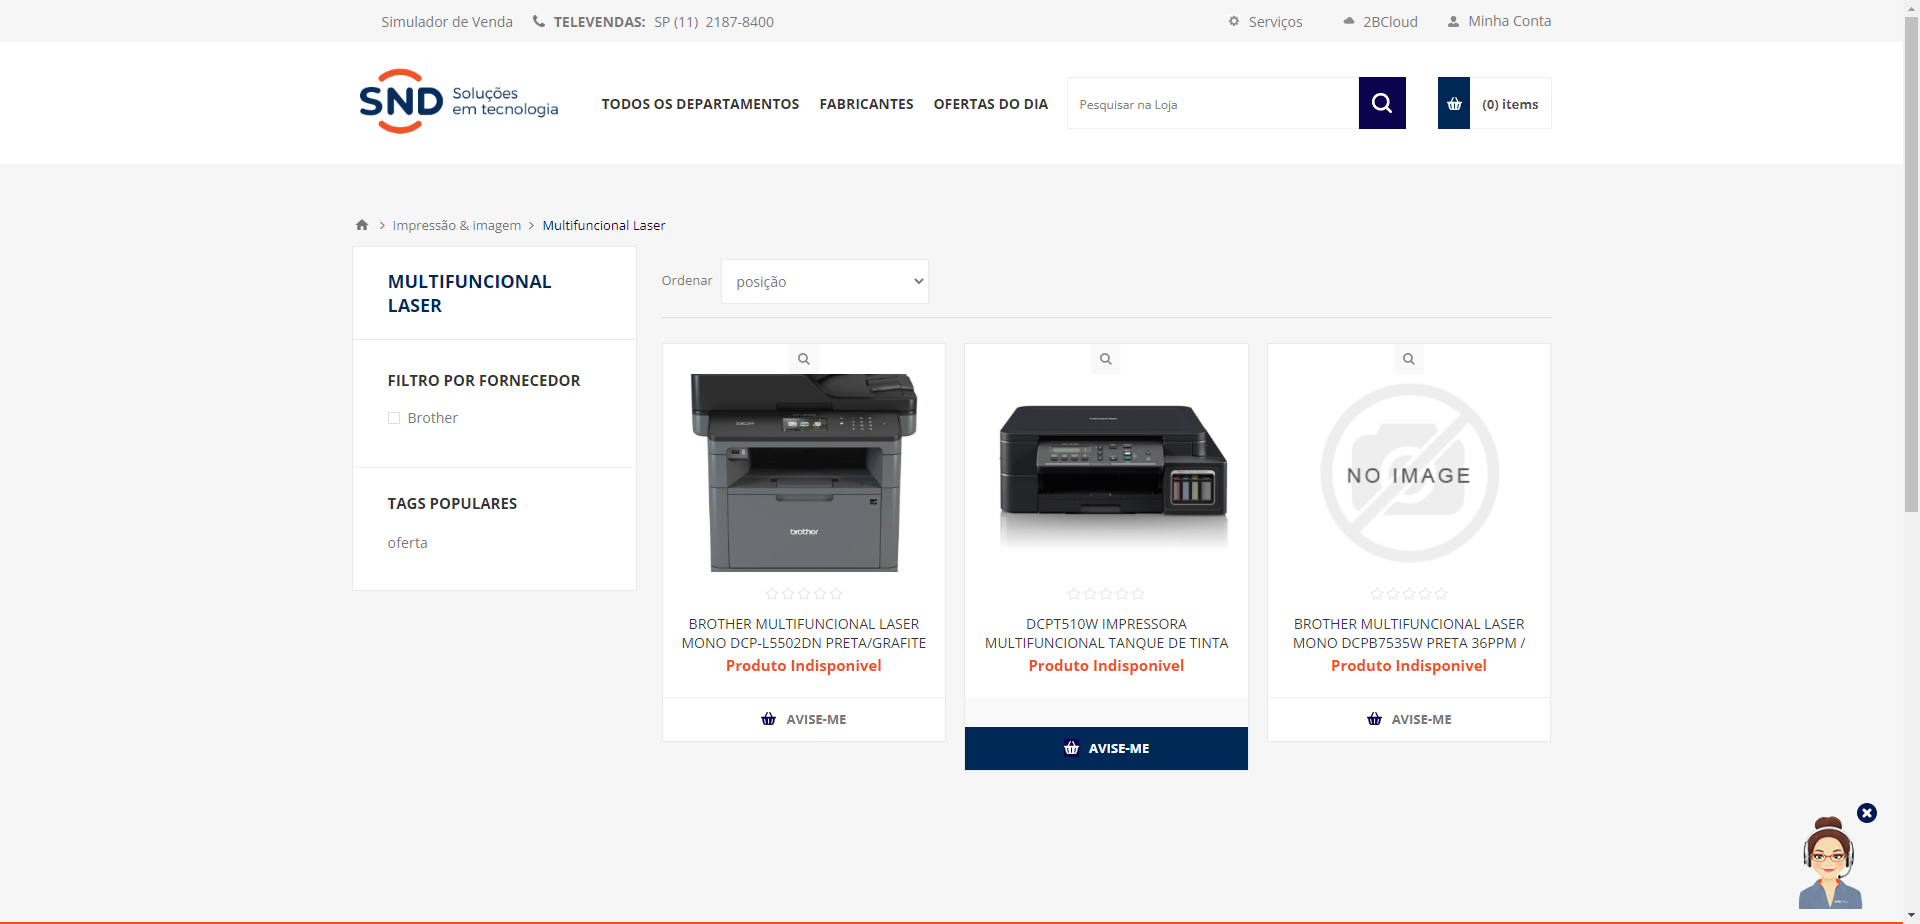 Simulador de Venda TELEVENDAS: SP (11) 2187-8400 Serviços 2BCloud Minha Conta
SND Soluções
em tecnologia
TODOS OS DEPARTAMENTOS FABRICANTES OFERTAS DO DIA Pesquisar na Loja (0) items
Impressão & imagem Multifuncional Laser
MULTIFUNCIONAL
LASER
FILTRO POR FORNECEDOR
Brother
TAGS POPULARES
oferta
Ordenar posição
DCP
brother
NO IMAGE
BROTHER MULTIFUNCIONAL LASER
MONO DCP-L5502DN PRETA/GRAFITE
Produto Indisponivel
AVISE-ME
DCPT510W IMPRESSORA
MULTIFUNCIONAL TANQUE DE TINTA
Produto Indisponivel
AVISE-ME
BROTHER MULTIFUNCIONAL LASER
MONO DCPB7535W PRETA 36PPM /
Produto Indisponivel
AVISE-ME